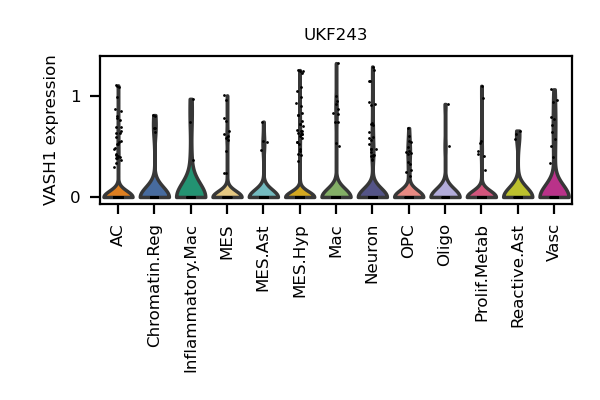 UKF243
VASH1 expression
1
0
AC
Chromatin.Reg
Inflammatory.Mac
MES
MES.Ast
MES.Hyp
Mac
Neuron
OPC
Oligo
Prolif.Metab
Reactive.Ast
Vasc